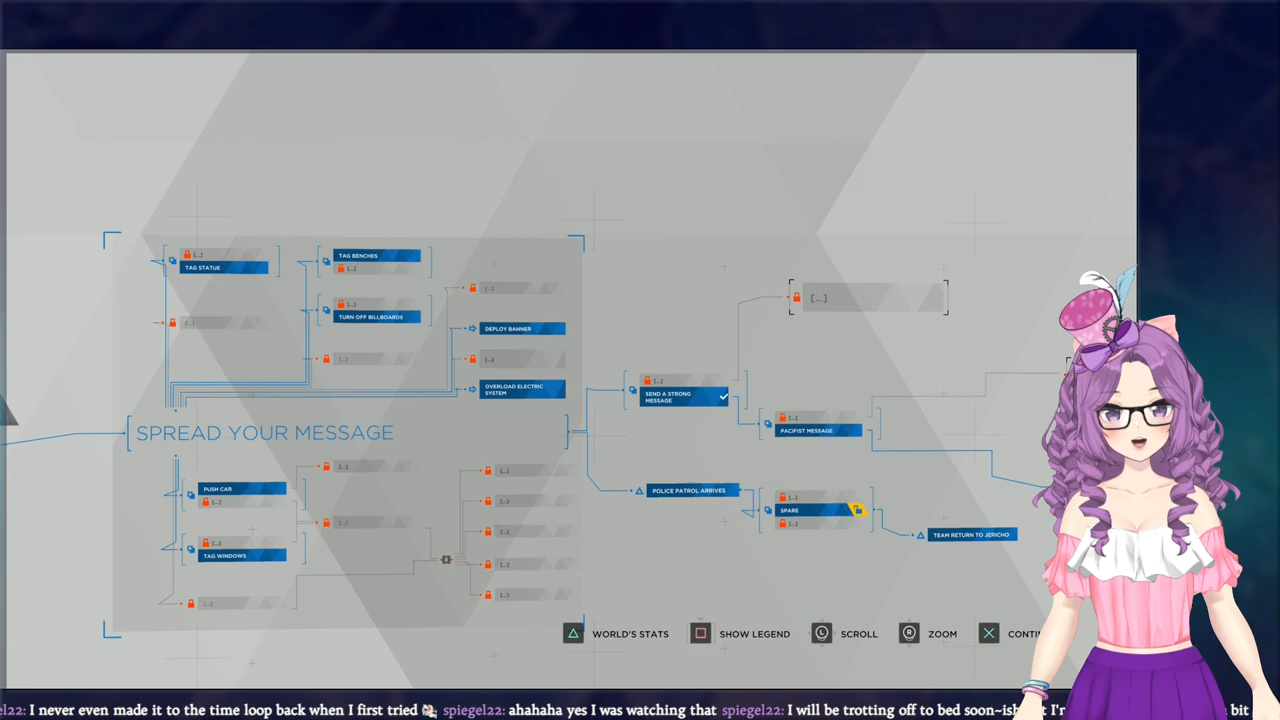 [...]
TAG STATUE
[...]
TAG BENCHES
[...]
[...]
TURN OFF BILLBOARDS
[...]
[...]
DEPLOY BANNER
[...]
OVERLOAD ELECTRIC
SYSTEM
SPREAD YOUR MESSAGE
PUSH CAR
[...]
[...]
TAG WINDOWS
[...]
[...]
[...]
[...]
[...]
[...]
[...]
[...]
[...]
SEND A STRONG
MESSAGE
[...]
[...]
PACIFIST MESSAGE
POLICE PATROL ARRIVES
[...]
SPARE
[...]
TEAM RETURN TO JERICHO
WORLD'S STATS
SHOW LEGEND
L SCROLL
R ZOOM
CONTI
el22: I never even made it to the time loop back when I first tried spiegel22: ahahaha yes I was watching that spiegel22: I will be trotting off to bed soon-ish bit